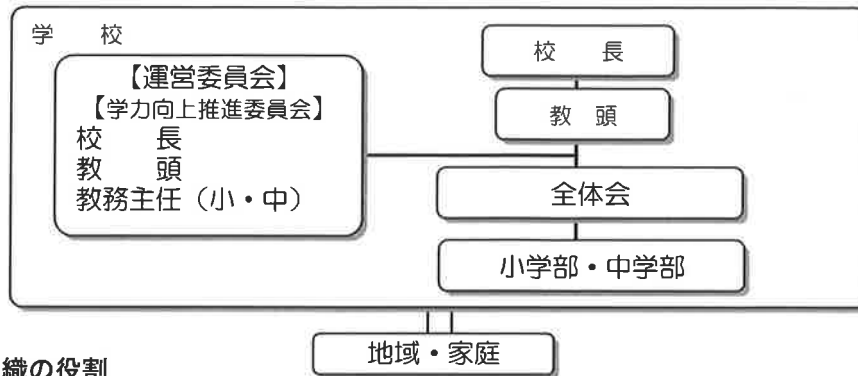 学　校
【運営委員会】
【学力向上推進委員会】
校　　長
教　　頭
教務主任（小・中）
校　長
教　頭
全体会
小学部・中学部
地域・家庭
織の役割